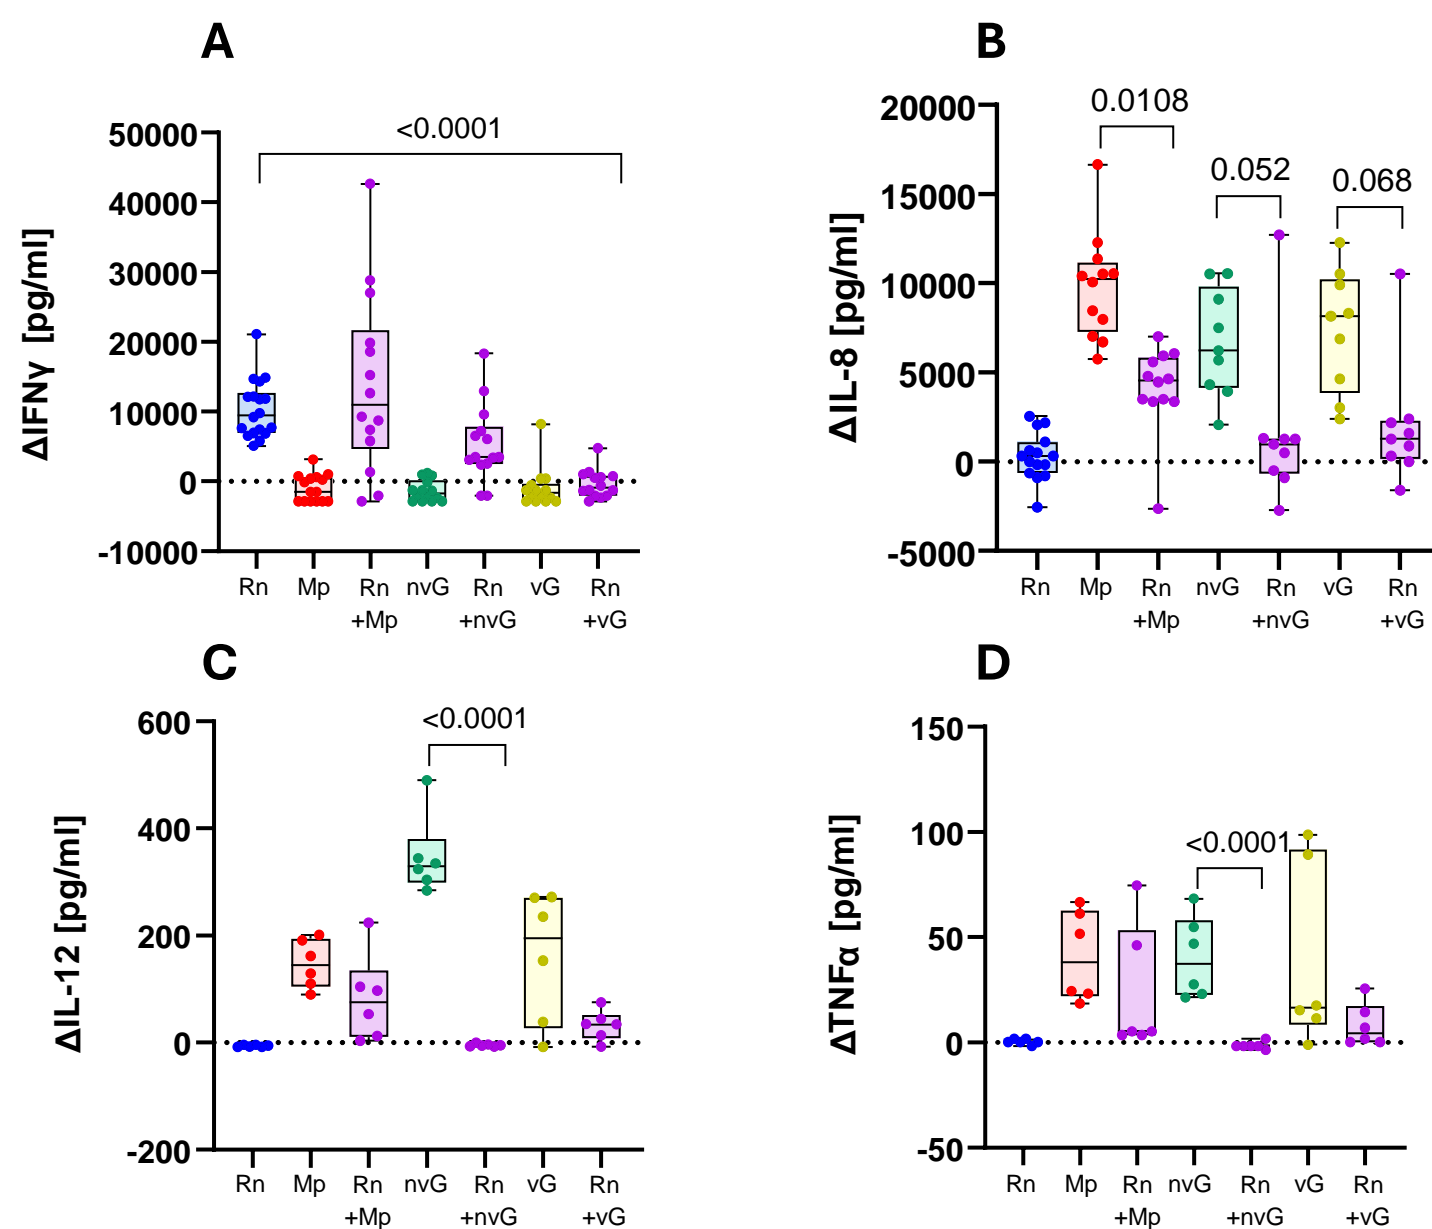 A
<0.0001
ΔIFNγ [pg/ml]
50000
40000
30000
20000
10000
0
-10000
Rn
Mp
Rn
+Mp
nvG
Rn
+nvG
vG
Rn
+vG
B
0.0108
0.052
0.068
ΔIL-8 [pg/ml]
20000
15000
10000
5000
0
-5000
Rn
Mp
Rn
+Mp
nvG
Rn
+nvG
vG
Rn
+vG
C
<0.0001
ΔIL-12 [pg/ml]
600
400
200
0
-200
Rn
Mp
Rn
+Mp
nvG
Rn
+nvG
vG
Rn
+vG
D
<0.0001
ΔTNFα [pg/ml]
150
100
50
0
-50
Rn
Mp
Rn
+Mp
nvG
Rn
+nvG
vG
Rn
+vG